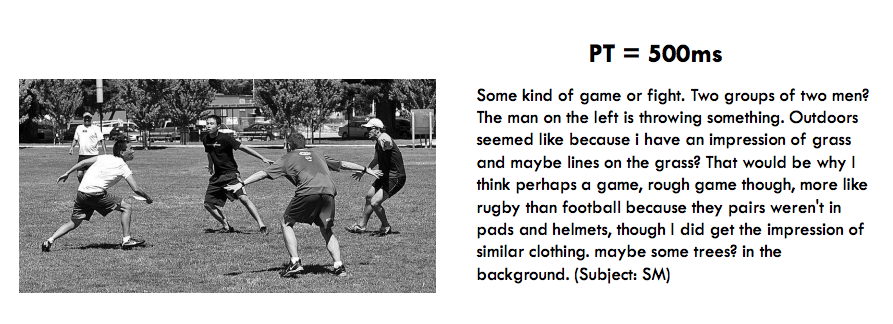 PT = 500ms
Some kind of game or fight. Two groups of two men?
The man on the left is throwing something. Outdoors
seemed like because i have an impression of grass
and maybe lines on the grass? That would be why I
think perhaps a game, rough game though, more like
rugby than football because they pairs weren't in
pads and helmets, though I did get the impression of
similar clothing. maybe some trees? in the
background. (Subject: SM)